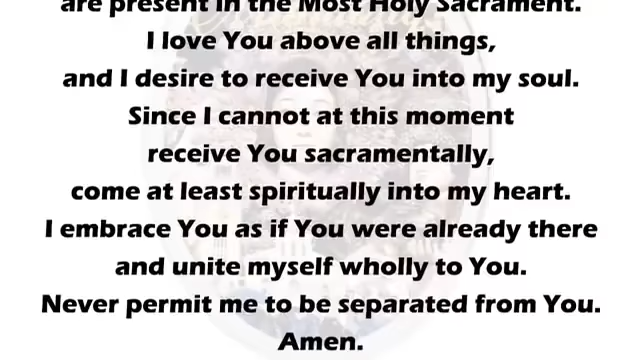 are present in the Most Holy Sacrament.
I love You above all things,
and I desire to receive You into my soul.
Since I cannot at this moment
receive You sacramentally,
come at least spiritually into my heart.
I embrace You as if You were already there
and unite myself wholly to You.
Never permit me to be separated from You.
Amen.